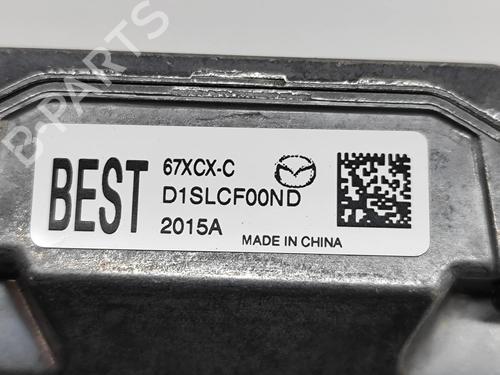 BEST
67XCX-C
D1SLCF00ND
2015A
MADE IN CHINA
B-PARTS